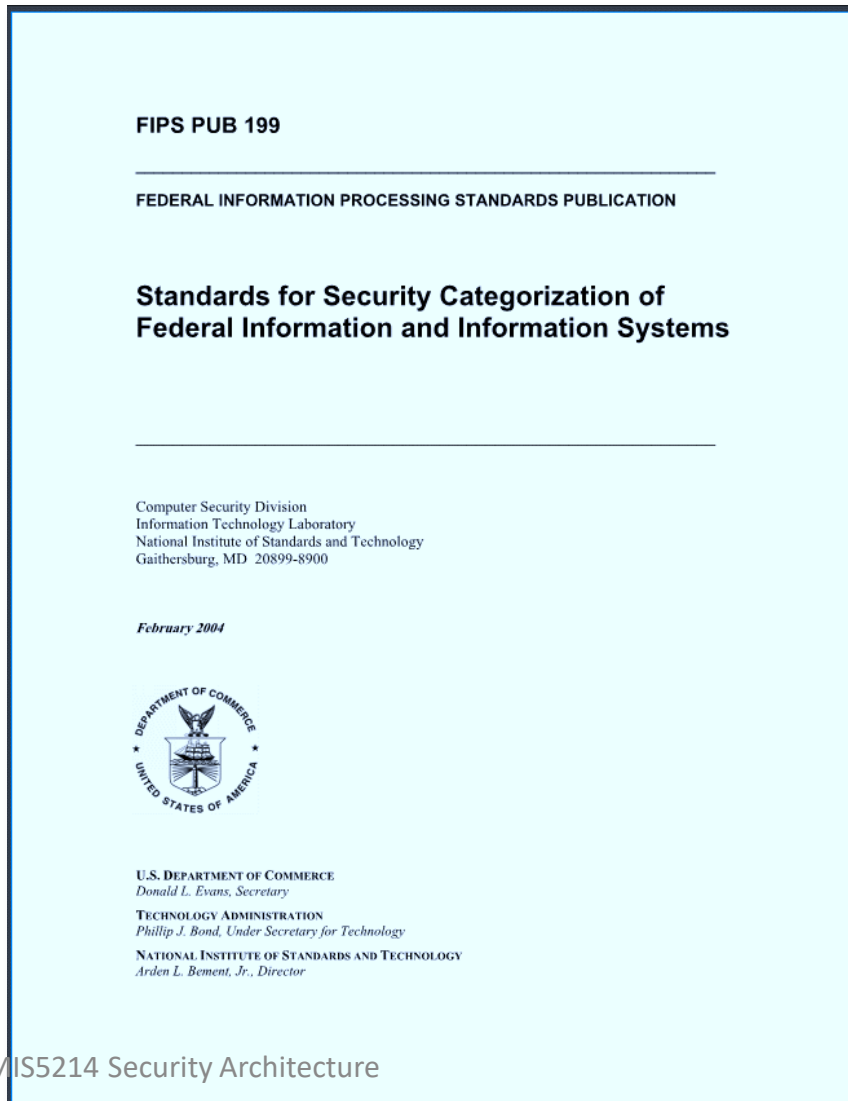 FIPS PUB 199
FEDERAL INFORMATION PROCESSING STANDARDS PUBLICATION
Standards for Security Categorization of
Federal Information and Information Systems
Computer Security Division
Information Technology Laboratory
National Institute of Standards and Technology
Gaithersburg, MD 20899-8900
February 2004
DEPARTMENT OF COMMERCE
UNITED STATES OF AMERICA
U.S. DEPARTMENT OF COMMERCE
Donald L. Evans, Secretary
TECHNOLOGY ADMINISTRATION
Phillip J. Bond, Under Secretary for Technology
NATIONAL INSTITUTE OF STANDARDS AND TECHNOLOGY
Arden L. Bement, Jr., Director
MIS5214 Security Architecture